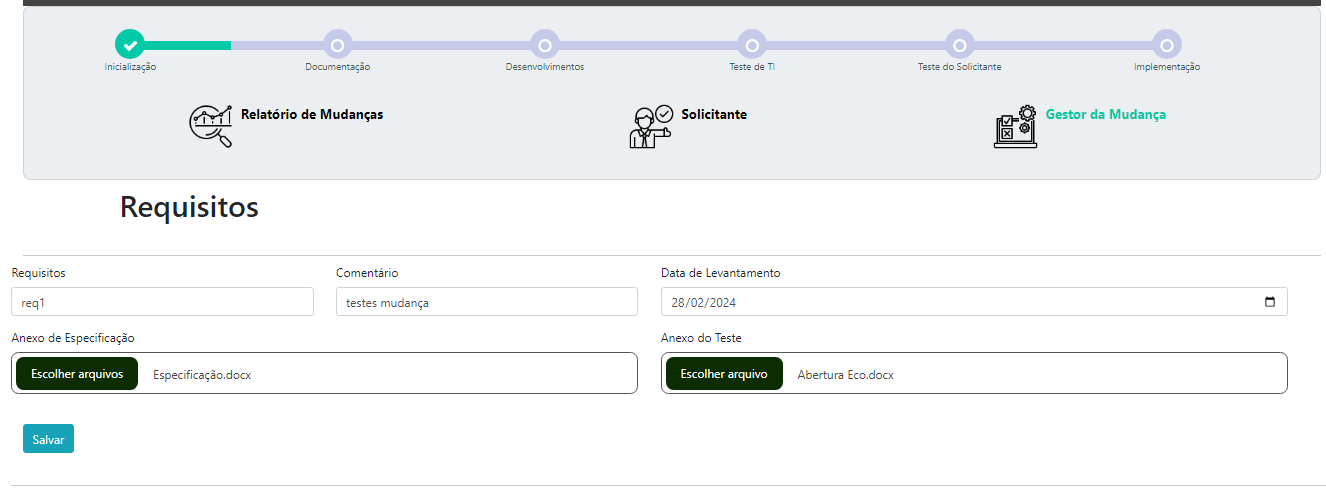 Inicialização
Documentação
Desenvolvimentos
Teste de TI
Teste do Solicitante
Implementação
Relatório de Mudanças
Solicitante
Gestor da Mudança
Requisitos
Requisitos
Comentário
Data de Levantamento
req1
testes mudança
28/02/2024
Anexo de Especificação
Anexo do Teste
Escolher arquivos Especificação.docx
Escolher arquivo Abertura Eco.docx
Salvar